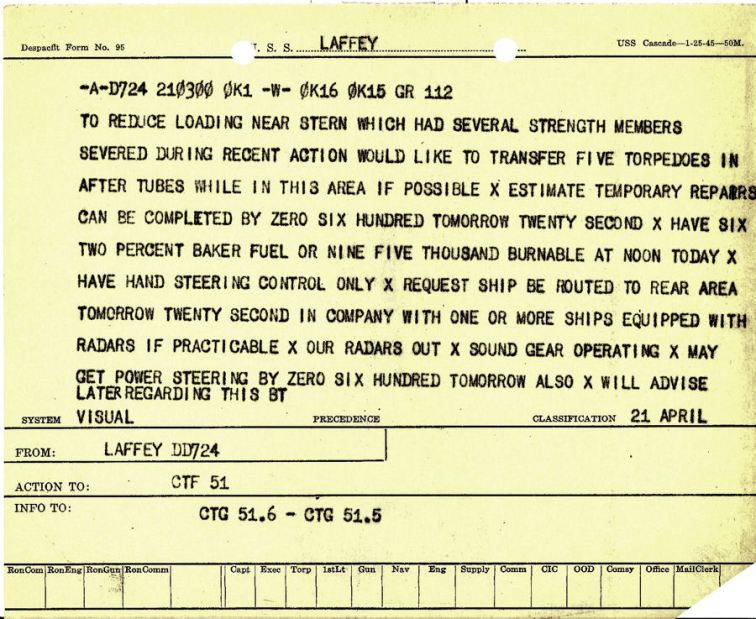 Despacfit Form No. 95 U. S. S. LAFFEY USS Cascade—1-25-45—50M.
-A-D724 210300 0K1 -W- 0K16 0K15 GR 112
TO REDUCE LOADING NEAR STERN WHICH HAD SEVERAL STRENGTH MEMBERS
SEVERED DURING RECENT ACTION WOULD LIKE TO TRANSFER FIVE TORPEDOES IN
AFTER TUBES WHILE IN THIS AREA IF POSSIBLE X ESTIMATE TEMPORARY REPAIRS
CAN BE COMPLETED BY ZERO SIX HUNDRED TOMORROW TWENTY SECOND X HAVE SIX
TWO PERCENT BAKER FUEL OR NINE FIVE THOUSAND BURNABLE AT NOON TODAY X
HAVE HAND STEERING CONTROL ONLY X REQUEST SHIP BE ROUTED TO REAR AREA
TOMORROW TWENTY SECOND IN COMPANY WITH ONE OR MORE SHIPS EQUIPPED WITH
RADARS IF PRACTICABLE X OUR RADARS OUT X SOUND GEAR OPERATING X MAY
GET POWER STEERING BY ZERO SIX HUNDRED TOMORROW ALSO X WILL ADVISE
LATER REGARDING THIS BT
SYSTEM VISUAL PRECEDENCE CLASSIFICATION 21 APRIL
FROM: LAFFEY DD724
ACTION TO: CTF 51
INFO TO: CTG 51.6 - CTG 51.5
RonCom RonEng RonGun RonComm Capt Exec Torp 1stLt Gun Nav Eng Supply Comm CIC OOD Comsy Office MailClerk